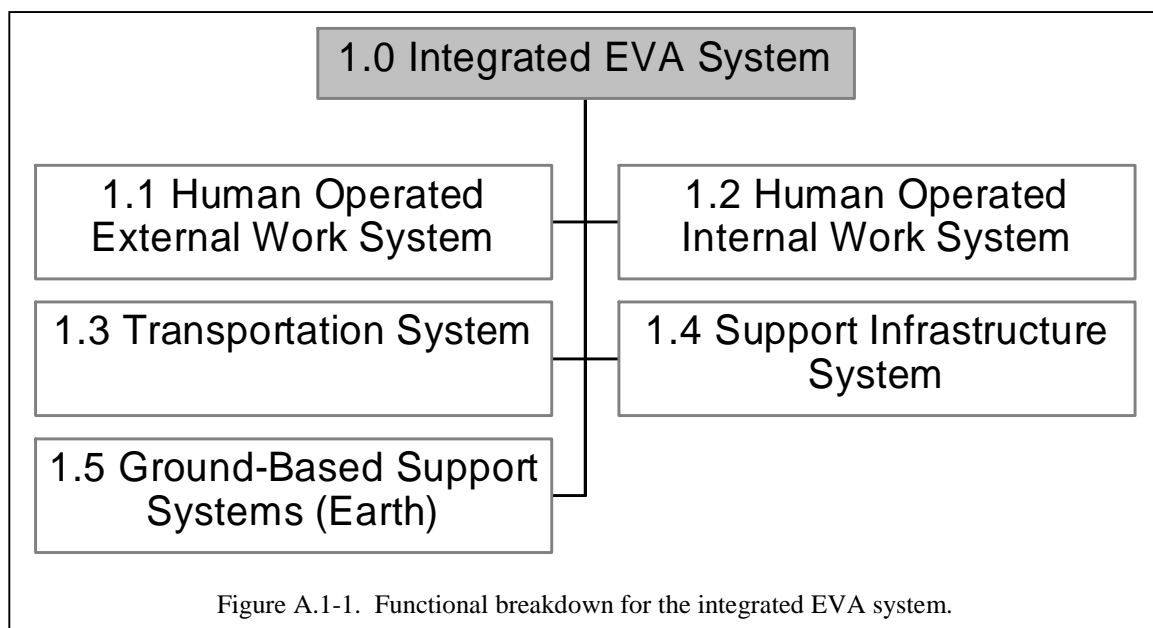 1.0 Integrated EVA System
1.1 Human Operated
External Work System
1.2 Human Operated
Internal Work System
1.3 Transportation System
1.4 Support Infrastructure
System
1.5 Ground-Based Support
Systems (Earth)
Figure A.1-1. Functional breakdown for the integrated EVA system.